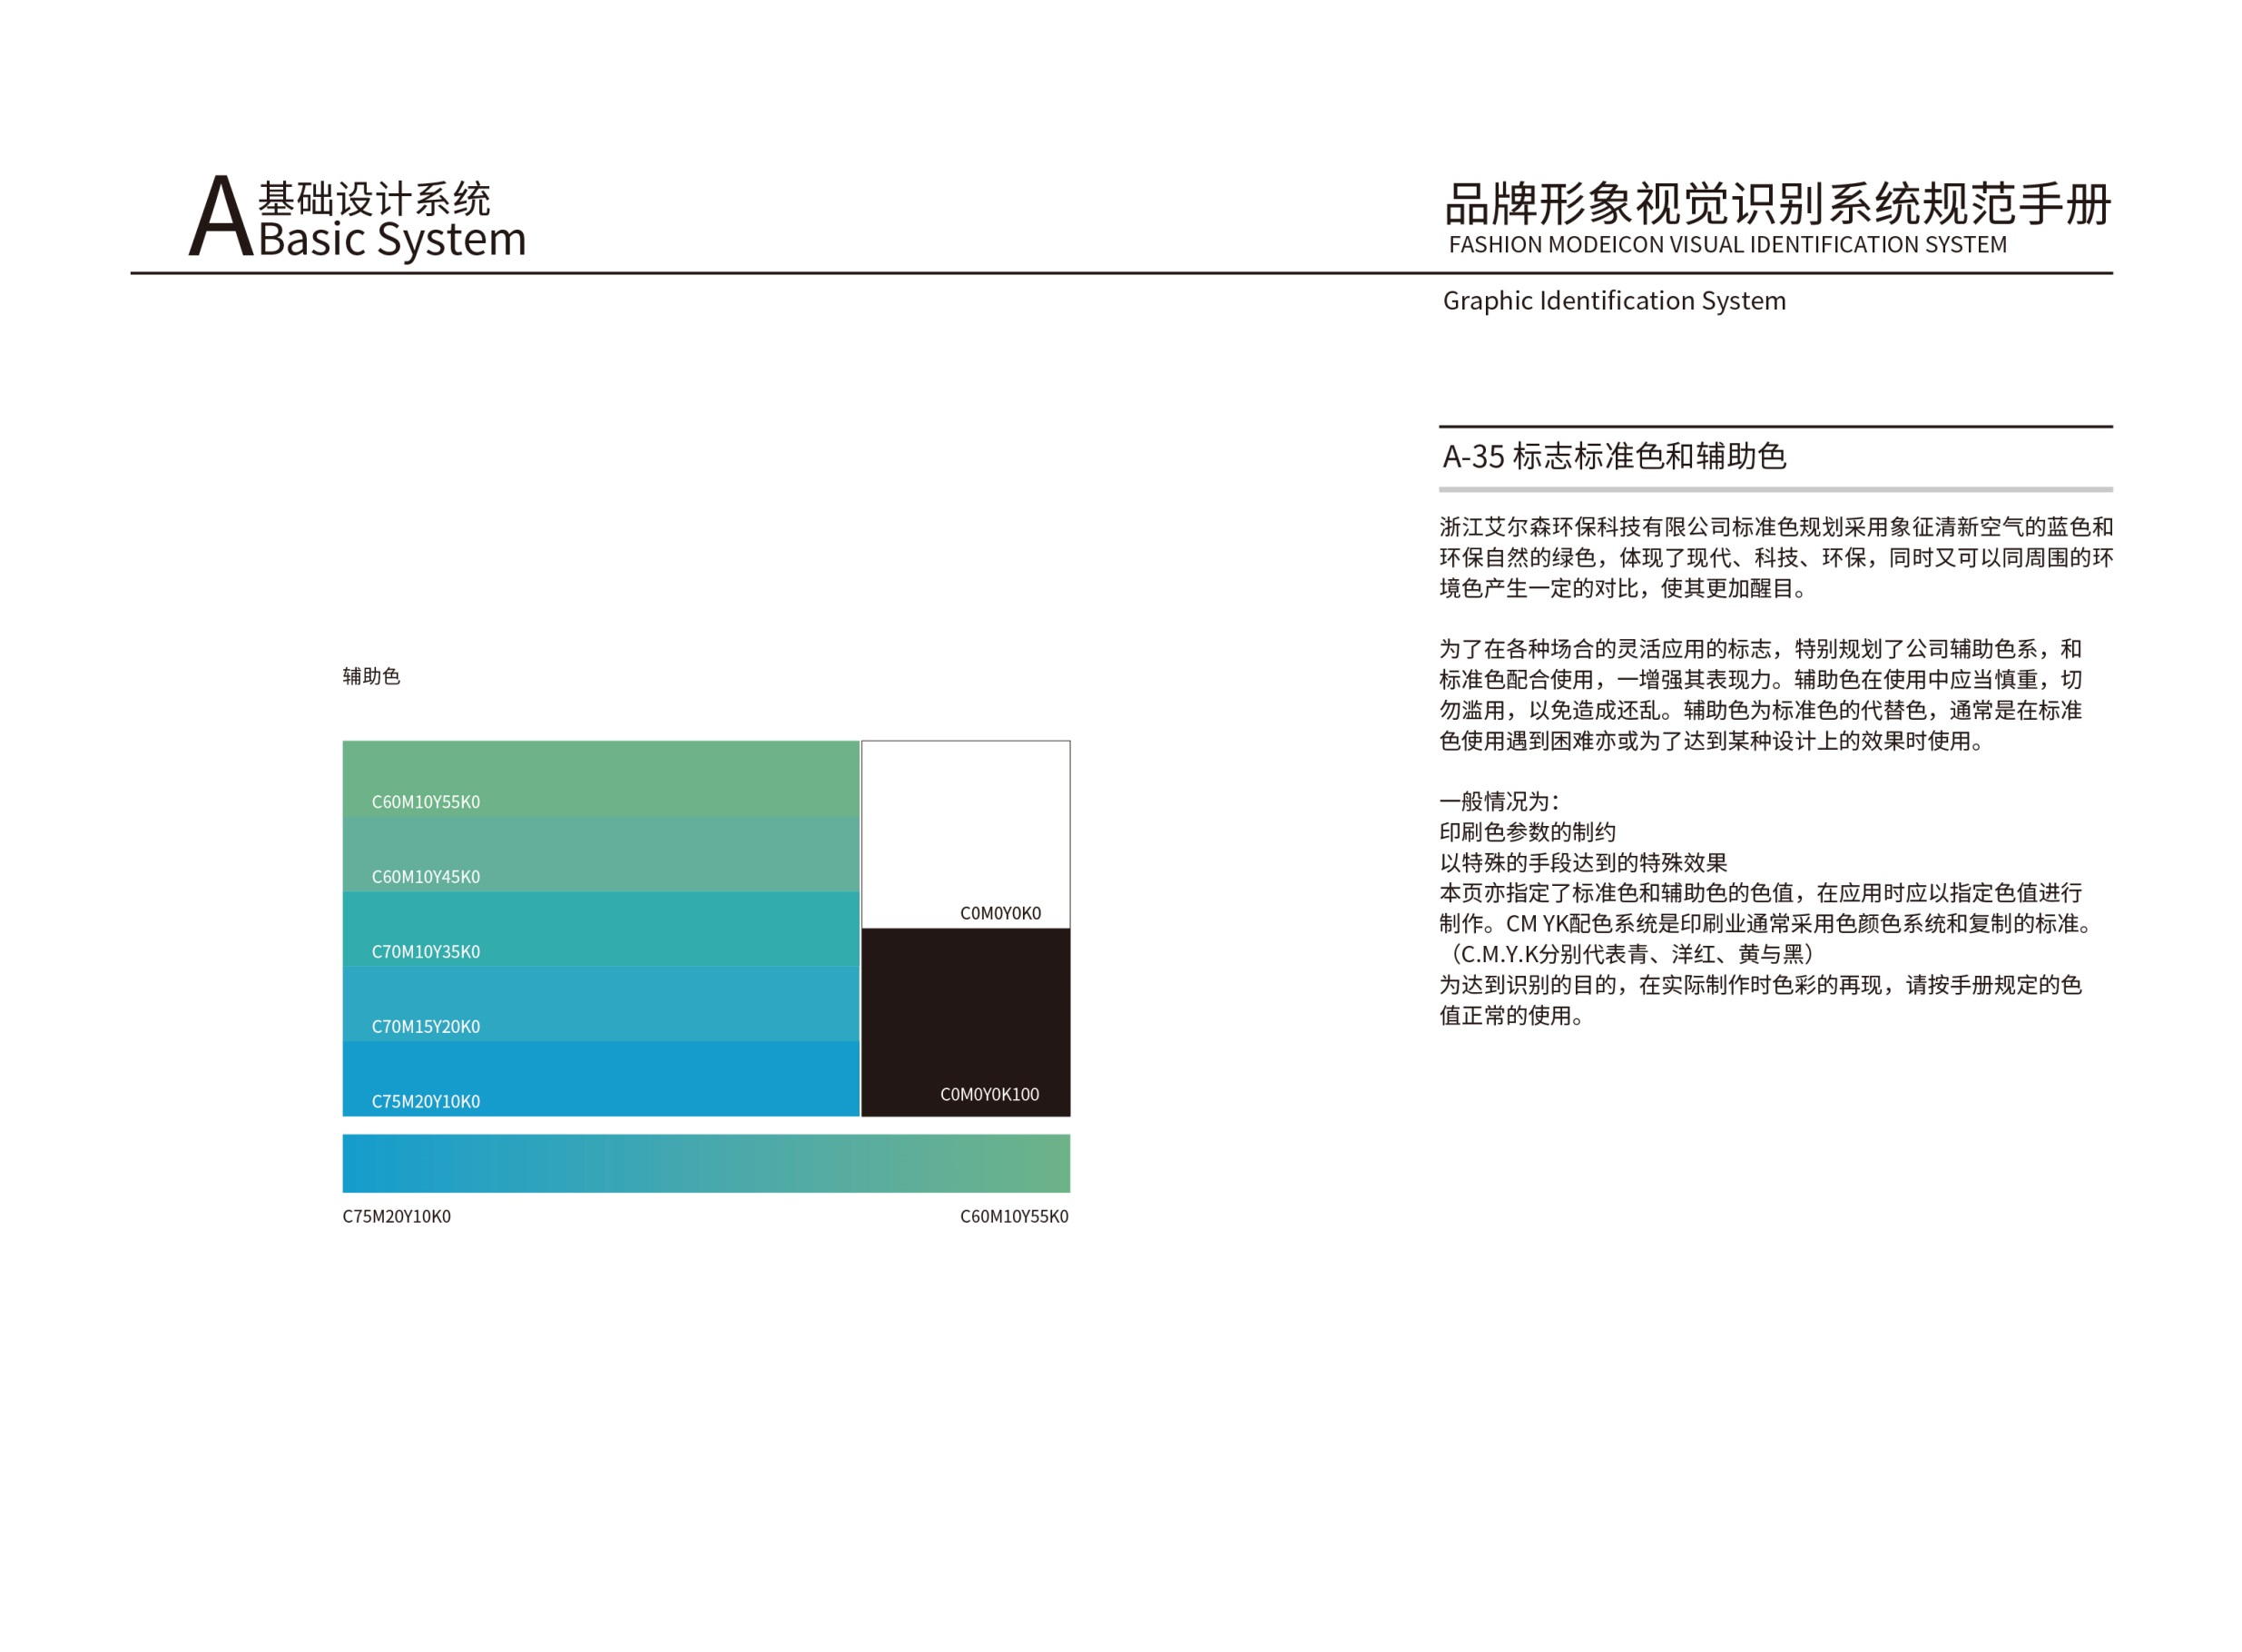 A
基础设计系统
Basic System
品牌形象视觉识别系统规范手册
FASHION MODEICON VISUAL IDENTIFICATION SYSTEM
Graphic Identification System
A-35 标志标准色和辅助色
浙江艾尔森环保科技有限公司标准色规划采用象征清新空气的蓝色和
环保自然的绿色，体现了现代、科技、环保，同时又可以同周围的环
境色产生一定的对比，使其更加醒目。
为了在各种场合的灵活应用的标志，特别规划了公司辅助色系，和
标准色配合使用，一增强其表现力。辅助色在使用中应当慎重，切
勿滥用，以免造成还乱。辅助色为标准色的代替色，通常是在标准
色使用遇到困难亦或为了达到某种设计上的效果时使用。
一般情况为：
印刷色参数的制约
以特殊的手段达到的特殊效果
本页亦指定了标准色和辅助色的色值，在应用时应以指定色值进行
制作。CM YK配色系统是印刷业通常采用色颜色系统和复制的标准。
（C.M.Y.K分别代表青、洋红、黄与黑）
为达到识别的目的，在实际制作时色彩的再现，请按手册规定的色
值正常的使用。
辅助色
C60M10Y55K0
C60M10Y45K0
C70M10Y35K0
C70M15Y20K0
C75M20Y10K0
C0M0Y0K0
C0M0Y0K100
C75M20Y10K0
C60M10Y55K0